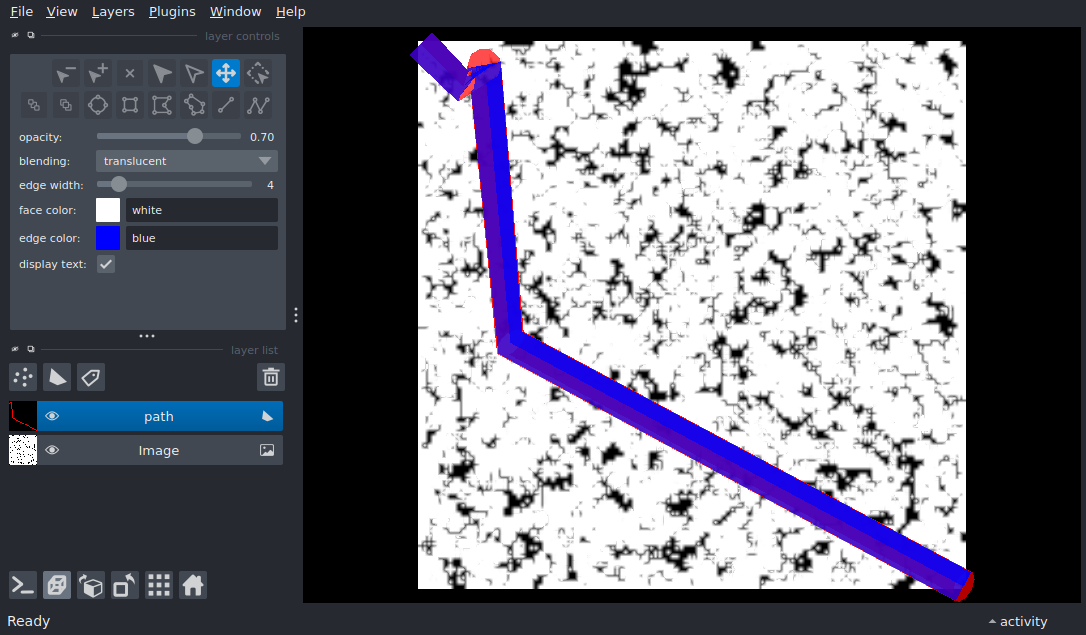 File View Layers Plugins Window Help
layer controls
opacity: 0.70
blending: translucent
edge width: 4
face color: white
edge color: blue
display text:
layer list
path
Image
Ready activity